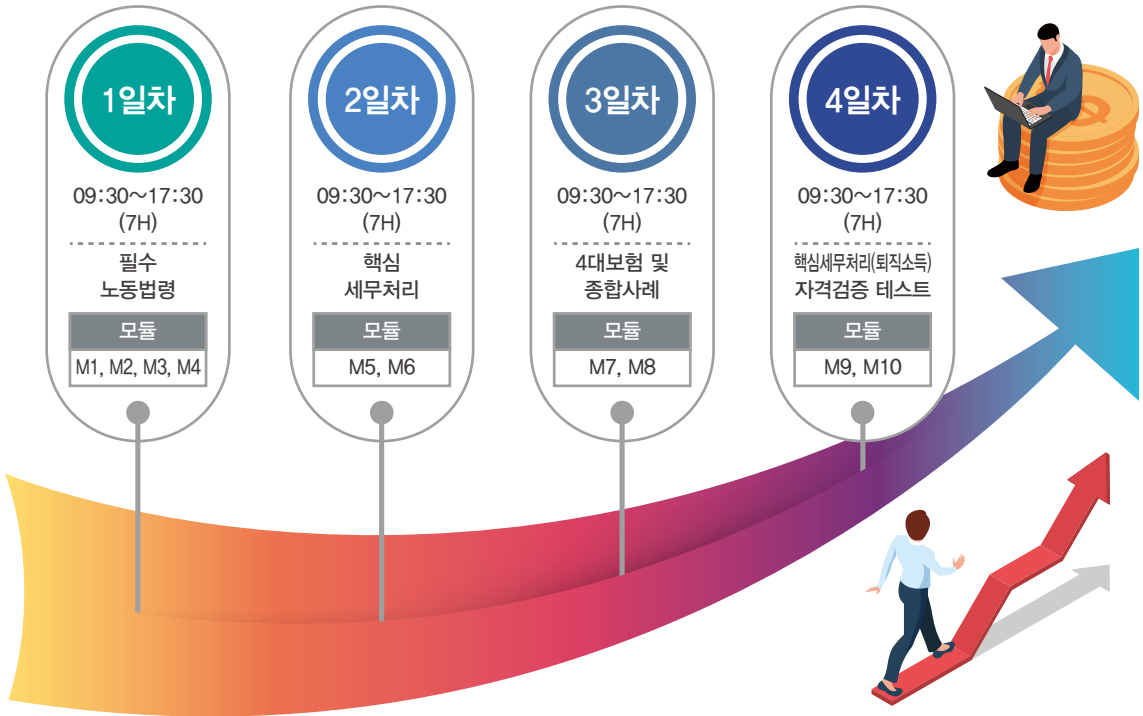 1일차
09:30~17:30
(7H)
필수
노동법령
모듈
M1, M2, M3, M4
2일차
09:30~17:30
(7H)
핵심
세무처리
모듈
M5, M6
3일차
09:30~17:30
(7H)
4대보험 및
종합사례
모듈
M7, M8
4일차
09:30~17:30
(7H)
핵심세무처리(퇴직소득)
자격검증 테스트
모듈
M9, M10